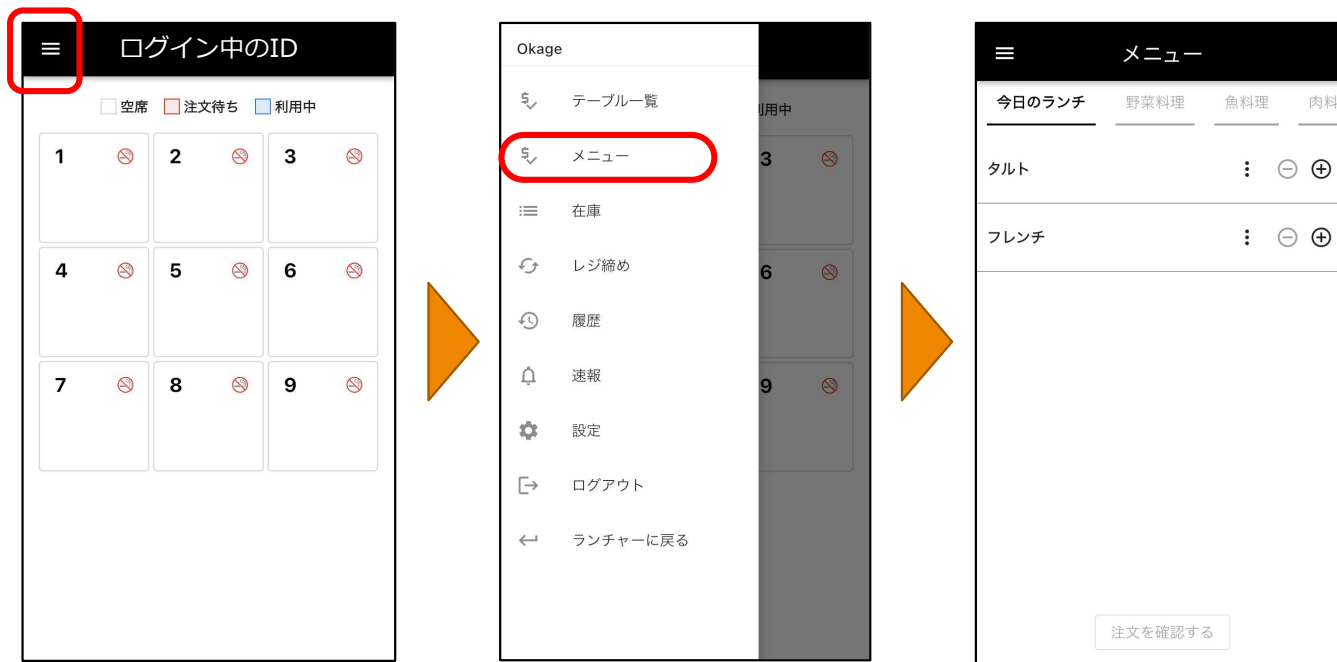 ログイン中のID
空席 注文待ち 利用中
1 2 3
4 5 6
7 8 9
Okage
テーブル一覧
メニュー
在庫
レジ締め
履歴
速報
設定
ログアウト
ランチャーに戻る
利用中
3
6
9
メニュー
今日のランチ 野菜料理 魚料理 肉料
タルト
フレンチ
注文を確認する